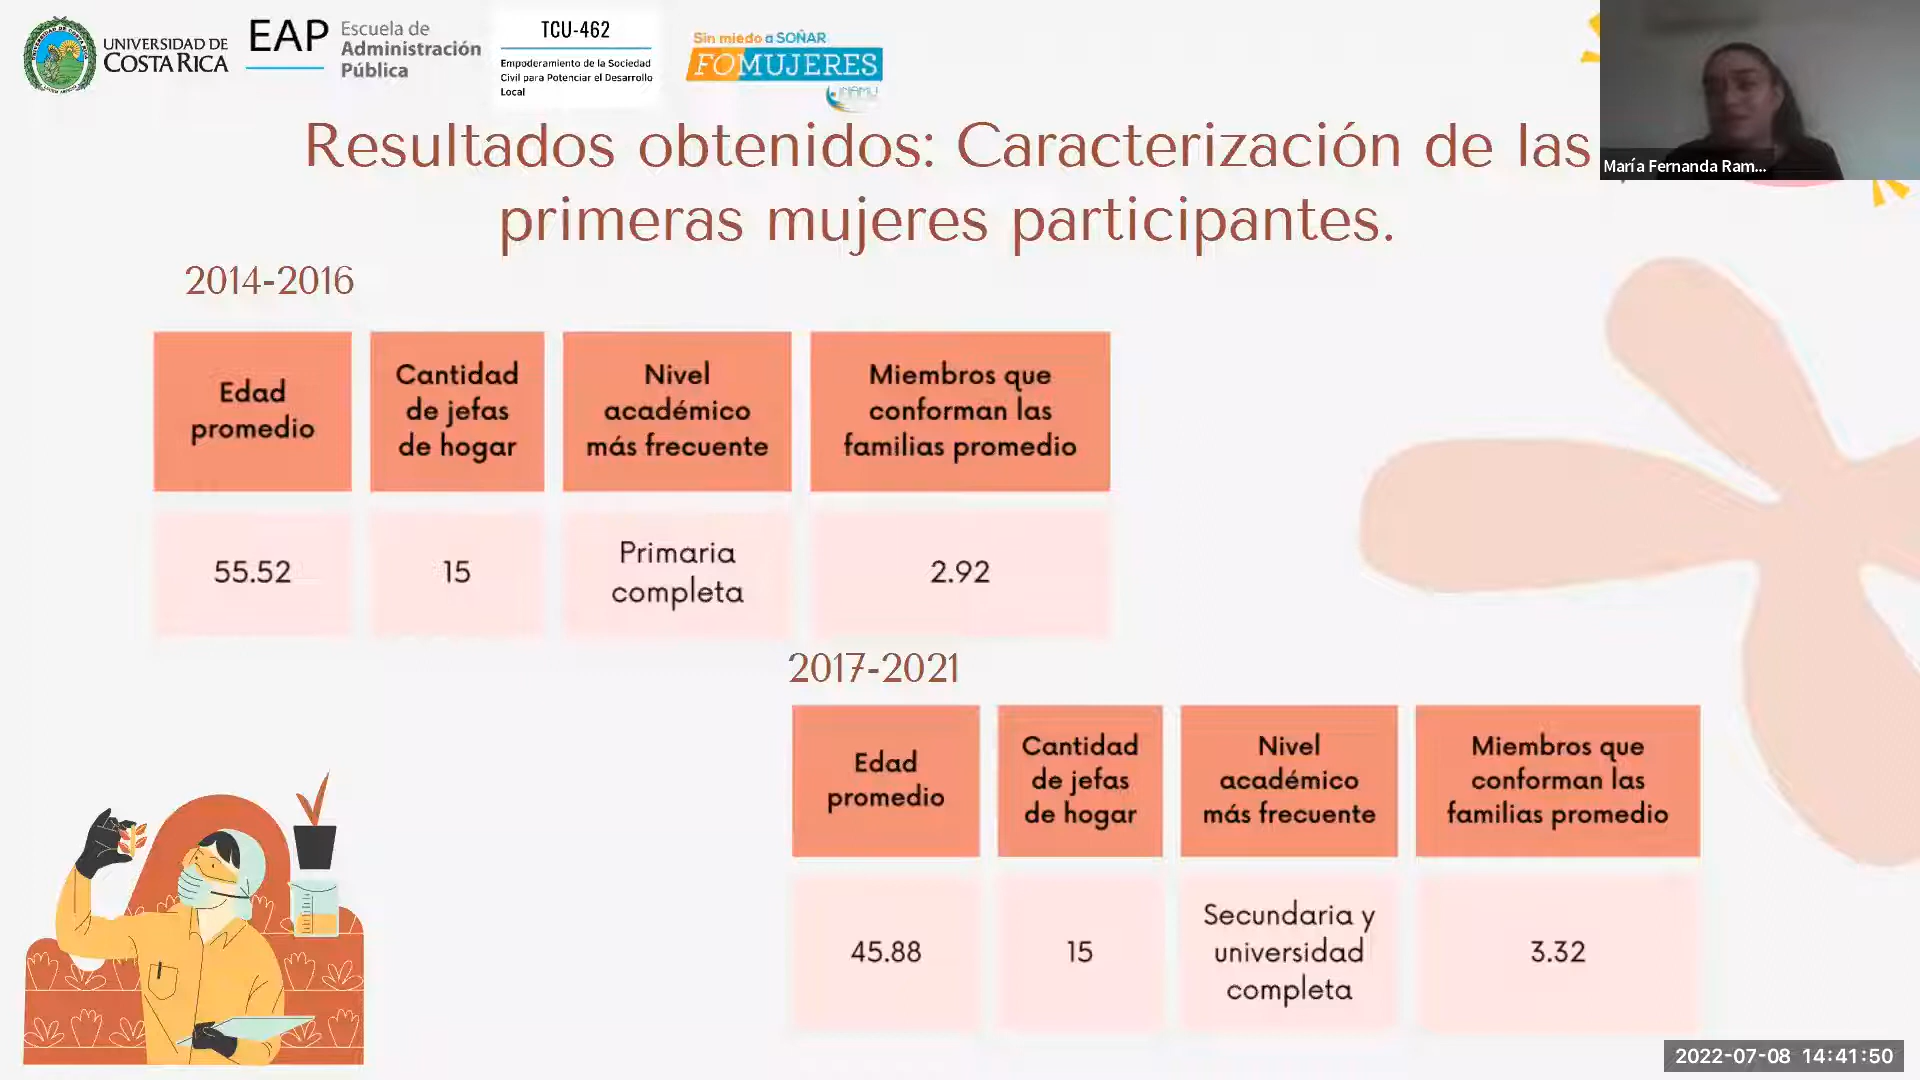 UNIVERSIDAD DE
COSTA RICA
EAP
Escuela de
Administración
Pública
TCU-462
Empoderamiento de la Sociedad
Civil para Potenciar el Desarrollo
Local
Sin miedo a SOÑAR
FOMUJERES
INAMU
María Fernanda Ram...
Resultados obtenidos: Caracterización de las
primeras mujeres participantes.
2014-2016
Edad
promedio
Cantidad
de jefas
de hogar
Nivel
académico
más frecuente
Miembros que
conforman las
familias promedio
55.52
15
Primaria
completa
2.92
2017-2021
Edad
promedio
Cantidad
de jefas
de hogar
Nivel
académico
más frecuente
Miembros que
conforman las
familias promedio
45.88
15
Secundaria y
universidad
completa
3.32
2022-07-08 14:41:50